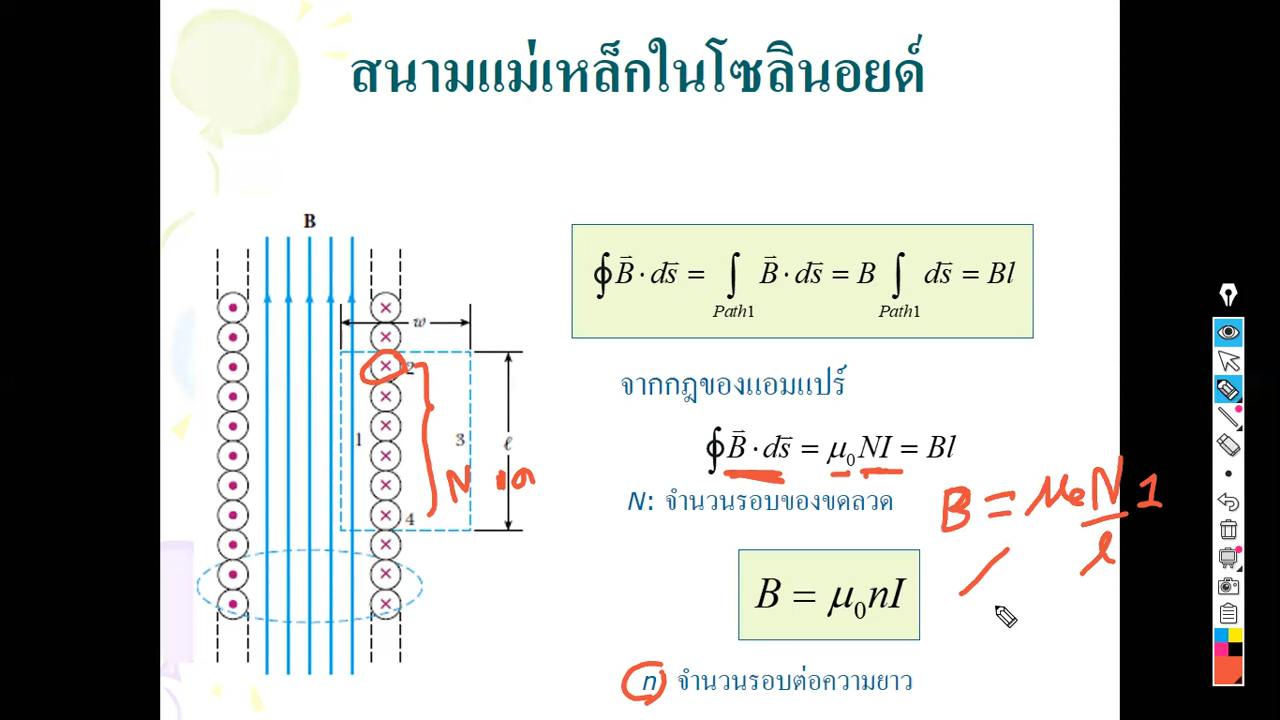 สนามแม่เหล็กในโซลินอยด์
B
w
2
1
3
ℓ
4
N รอบ
∮ B⃗ · ds⃗ = ∫ B⃗ · ds⃗ = B ∫ ds⃗ = Bl
Path1 Path1
จากกฎของแอมแปร์
∮ B⃗ · ds⃗ = μ₀ NI = Bl
N: จำนวนรอบของขดลวด
B = μ₀ N I
l
B = μ₀nI
n จำนวนรอบต่อความยาว